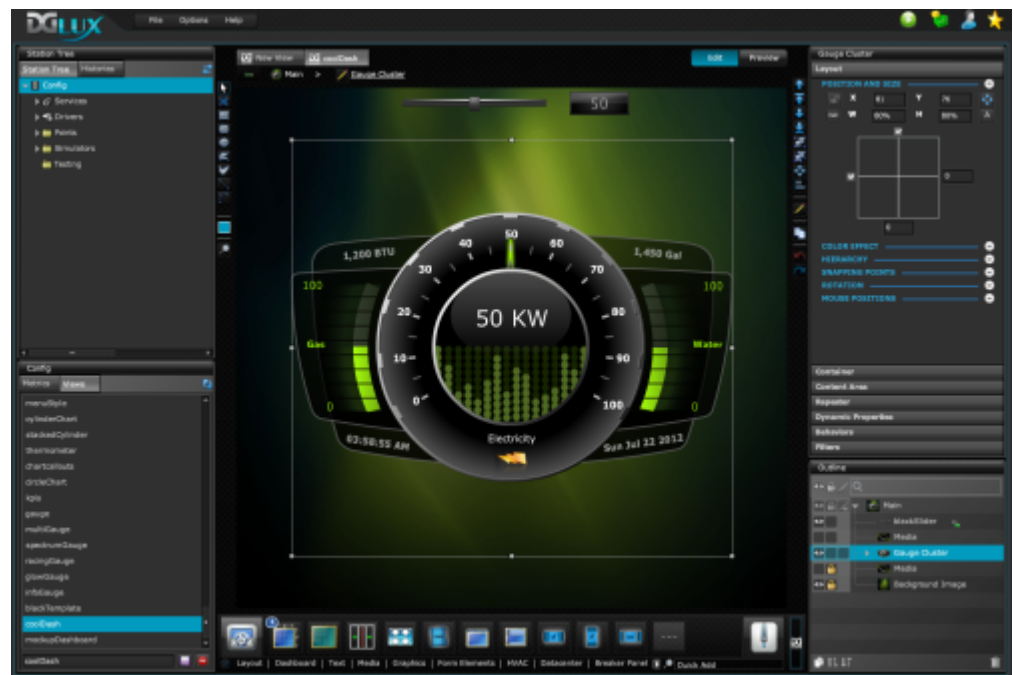 DGLUX File Options Help
Station Tree
Station Tree Histories
Config
Services
Drivers
Points
Simulators
Testing
Config
Metrics Views
menuStyle
cylinderChart
stackedCylinder
thermometer
chartcallouts
circleChart
kpis
gauge
multiGauge
spectrumGauge
racingGauge
glowGauge
infoGauge
blackTemplate
coolDash
mockupDashboard
coolDash
New View coolDash Edit Preview
Main > Gauge Cluster
50
1,200 BTU
1,450 Gal
100
Gas
0
0 10 20 30 40 50 60 70 80 90 100
50 KW
Electricity
100
Water
0
03:58:55 AM
Sun Jul 22 2012
Layout | Dashboard | Text | Media | Graphics | Form Elements | HVAC | Datacenter | Breaker Panel Quick Add
Gauge Cluster
Layout
POSITION AND SIZE
X 61 Y 76
W 80% H 88%
0
COLOR EFFECT
HIERARCHY
SNAPPING POINTS
ROTATION
MOUSE POSITIONS
Container
Content Area
Repeater
Dynamic Properties
Behaviors
Filters
Outline
Main
blackSlider
Media
Gauge Cluster
Media
Background Image